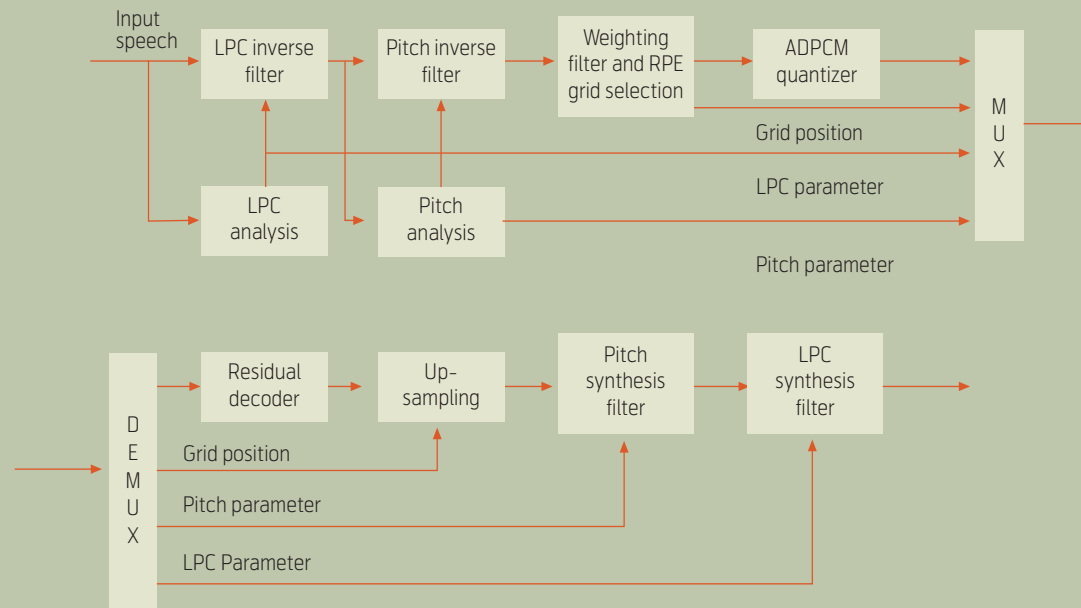 Input
speech
LPC inverse
filter
Pitch inverse
filter
Weighting
filter and RPE
grid selection
ADPCM
quantizer
M
U
X
Grid position
LPC parameter
LPC
analysis
Pitch
analysis
Pitch parameter
D
E
M
U
X
Residual
decoder
Up-
sampling
Pitch
synthesis
filter
LPC
synthesis
filter
Grid position
Pitch parameter
LPC Parameter